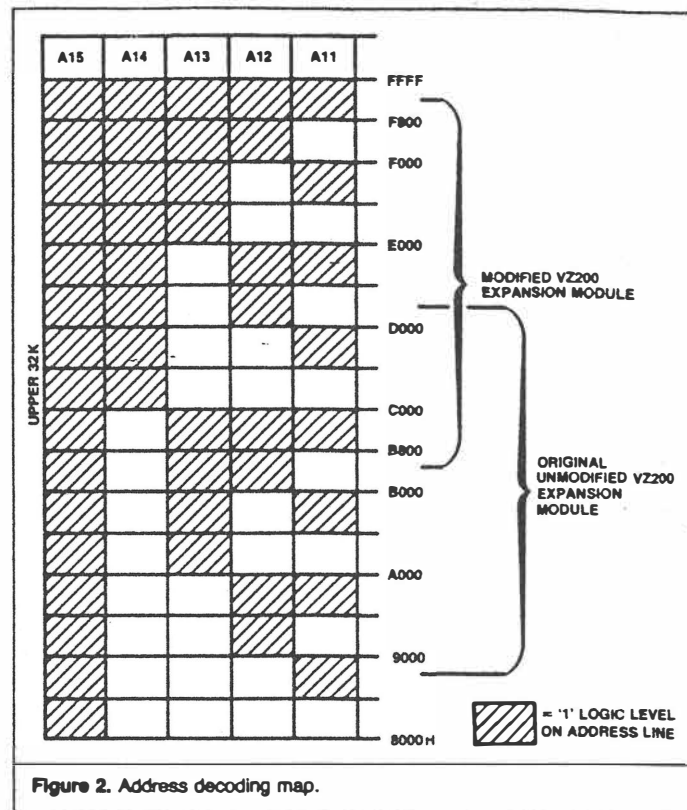 A15 A14 A13 A12 A11
FFFF
F800
F000
E000
MODIFIED VZ200
EXPANSION MODULE
D000
UPPER 32K
C000
B800
ORIGINAL
UNMODIFIED VZ200
EXPANSION
MODULE
B000
A000
9000
= '1' LOGIC LEVEL
ON ADDRESS LINE
8000H
Figure 2. Address decoding map.